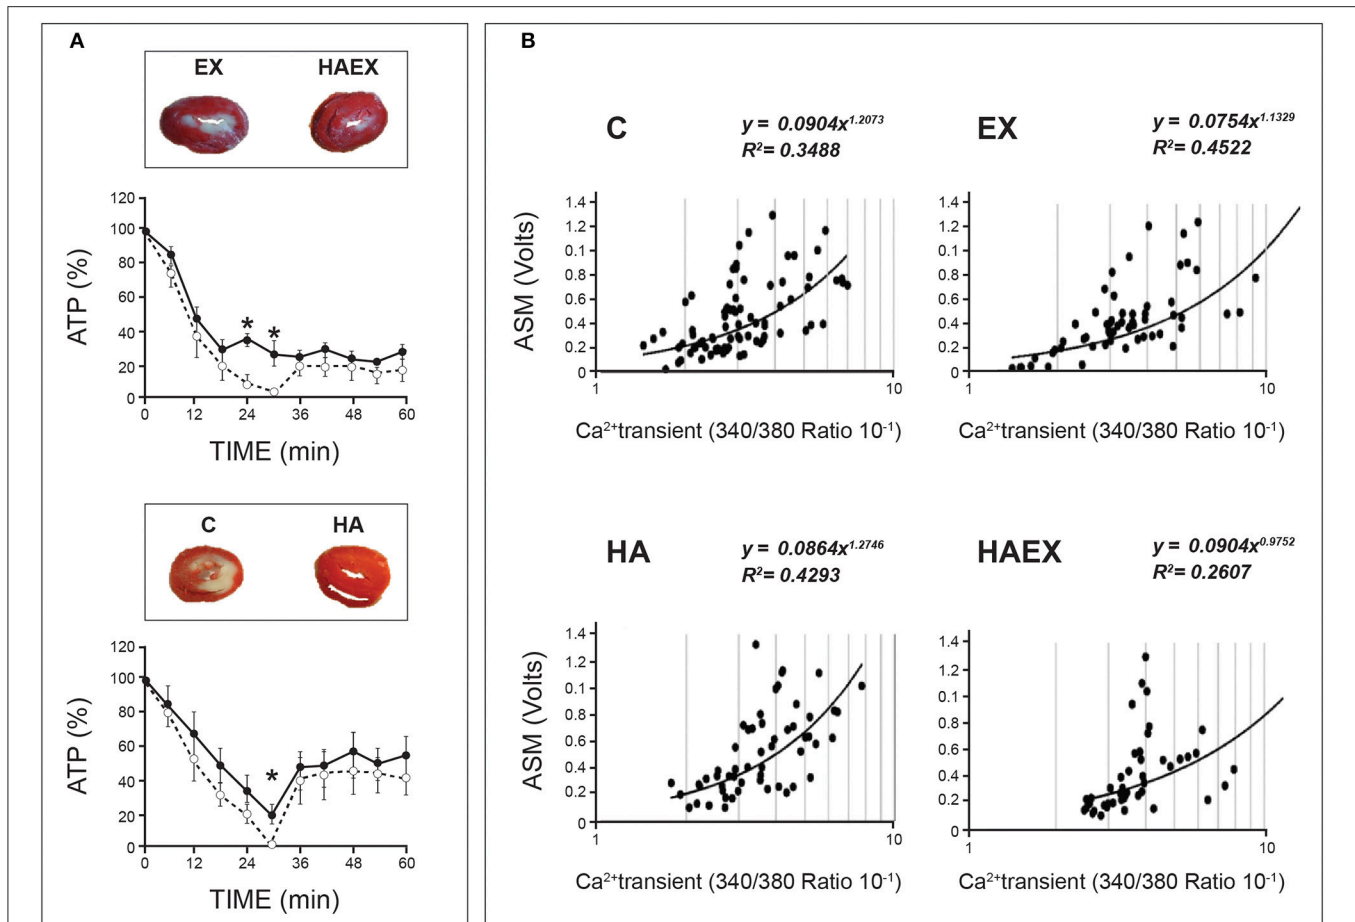 A
EX HAEX
120
100
80
60
40
20
0
ATP (%)
* *
0 12 24 36 48 60
TIME (min)
C HA
120
100
80
60
40
20
0
ATP (%)
*
0 12 24 36 48 60
TIME (min)
B
C
y = 0.0904x^1.2073
R²= 0.3488
1.4
1.2
0.1
0.8
0.6
0.4
0.2
0
ASM (Volts)
1 10
Ca²⁺transient (340/380 Ratio 10⁻¹)
EX
y = 0.0754x^1.1329
R²= 0.4522
1.4
1.2
0.1
0.8
0.6
0.4
0.2
0
1 10
Ca²⁺transient (340/380 Ratio 10⁻¹)
HA
y = 0.0864x^1.2746
R²= 0.4293
1.4
1.2
0.1
0.8
0.6
0.4
0.2
0
ASM (Volts)
1 10
Ca²⁺transient (340/380 Ratio 10⁻¹)
HAEX
y = 0.0904x^0.9752
R²= 0.2607
1.4
1.2
0.1
0.8
0.6
0.4
0.2
0
1 10
Ca²⁺transient (340/380 Ratio 10⁻¹)